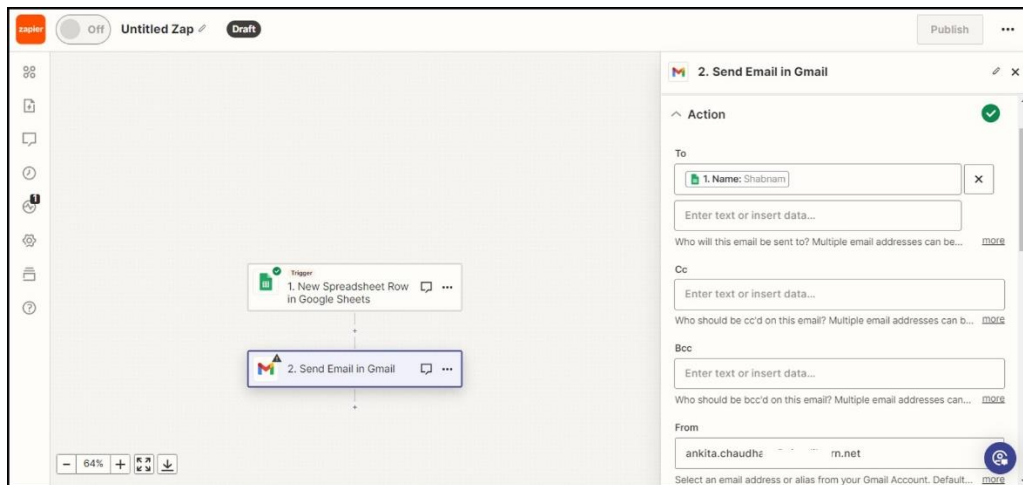 zapier
Off
Untitled Zap
Draft
Publish
1
Trigger
1. New Spreadsheet Row
in Google Sheets
2. Send Email in Gmail
64%
2. Send Email in Gmail
Action
To
1. Name: Shabnam
Enter text or insert data...
Who will this email be sent to? Multiple email addresses can be... more
Cc
Enter text or insert data...
Who should be cc'd on this email? Multiple email addresses can b... more
Bcc
Enter text or insert data...
Who should be bcc'd on this email? Multiple email addresses can... more
From
ankita.chaudha rn.net
Select an email address or alias from your Gmail Account. Default... more